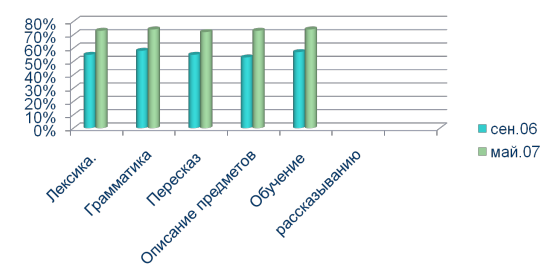 80%
70%
60%
50%
40%
30%
20%
10%
0%
Лексика.
Грамматика
Пересказ
Описание предметов
Обучение
рассказыванию
сен.06
май.07